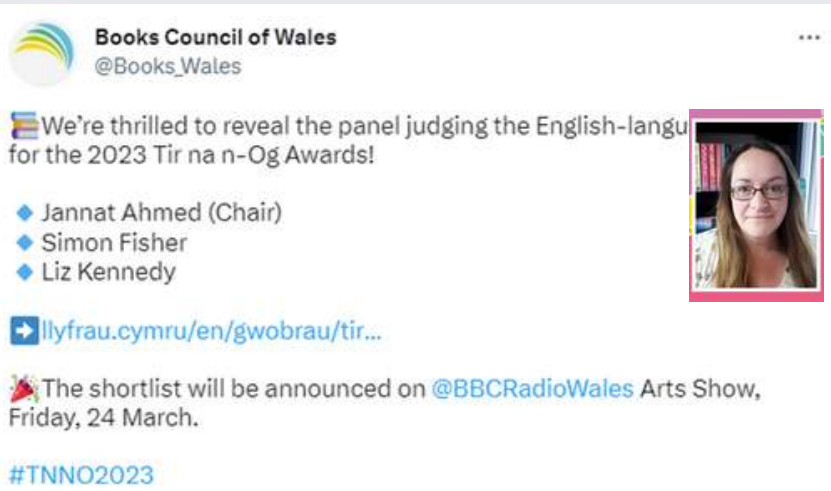 Books Council of Wales
@Books_Wales
We're thrilled to reveal the panel judging the English-langu
for the 2023 Tir na n-Og Awards!
Jannat Ahmed (Chair)
Simon Fisher
Liz Kennedy
llyfrau.cymru/en/gwobrau/tir...
The shortlist will be announced on @BBCRadioWales Arts Show,
Friday, 24 March.
#TNNO2023